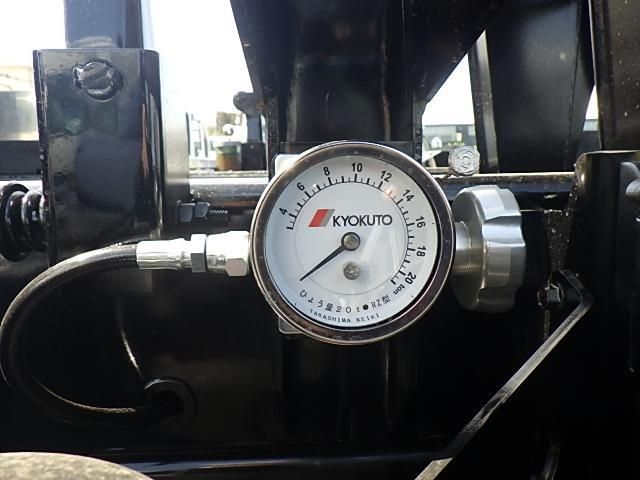 4 6 8 10 12 14 16 18 20 ton
KYOKUTO
ひょう量20t●RZ型
TAKASHIMA KEIKI